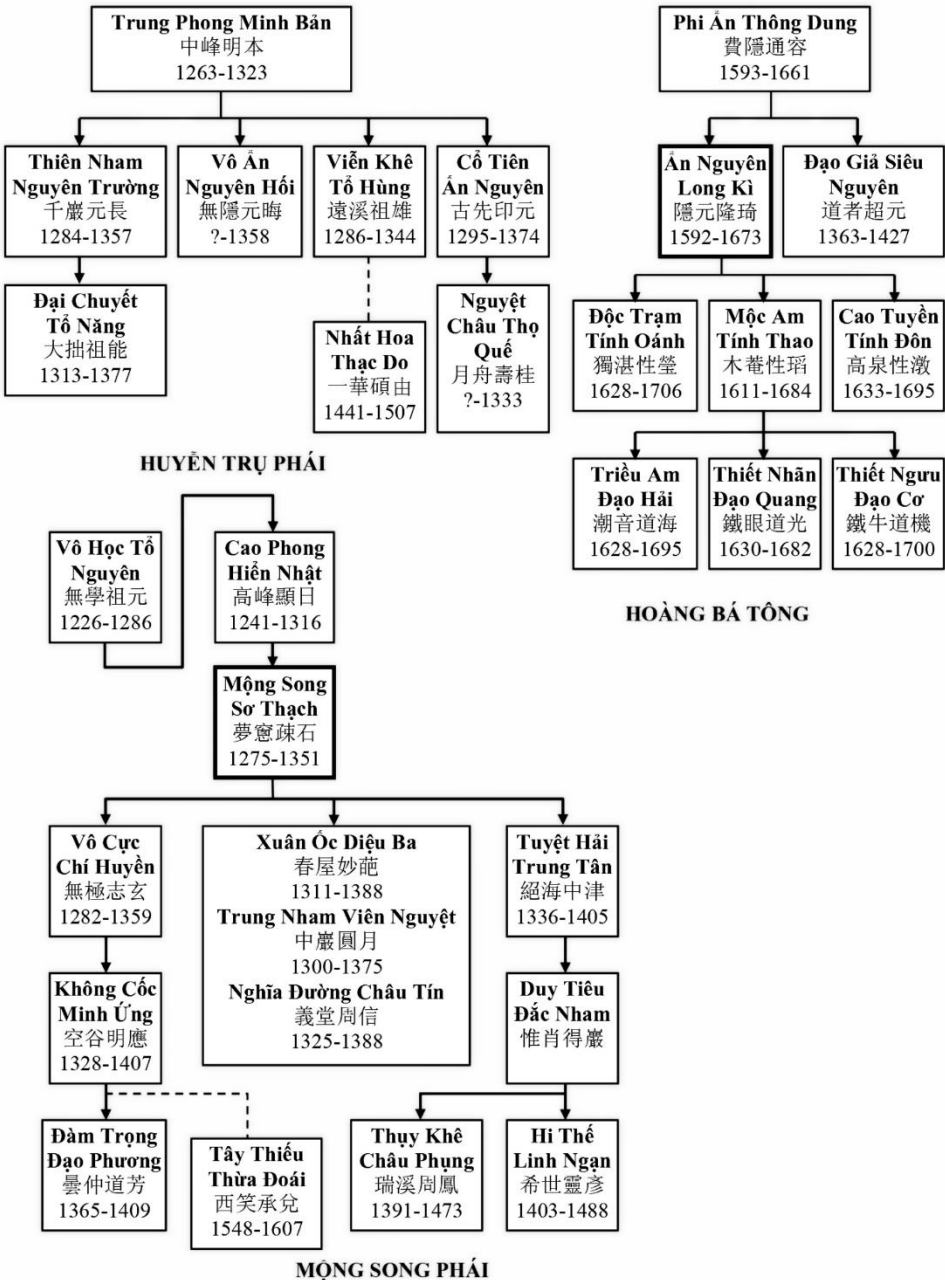 Trung Phong Minh Bản
中峰明本
1263-1323
Thiên Nham
Nguyên Trường
千巖元長
1284-1357
Vô Ẩn
Nguyên Hối
無隱元晦
?-1358
Viễn Khê
Tổ Hùng
遠溪祖雄
1286-1344
Cổ Tiên
Ấn Nguyên
古先印元
1295-1374
Đại Chuyết
Tổ Năng
大拙祖能
1313-1377
Nhất Hoa
Thạc Do
一華碩由
1441-1507
Nguyệt
Châu Thọ
Quế
月舟壽桂
?-1333
HUYỄN TRỤ PHÁI
Phi Ẩn Thông Dung
費隱通容
1593-1661
Ẩn Nguyên
Long Kì
隱元隆琦
1592-1673
Đạo Giả Siêu
Nguyên
道者超元
1363-1427
Độc Trạm
Tính Oánh
獨湛性瑩
1628-1706
Mộc Am
Tính Thao
木菴性瑫
1611-1684
Cao Tuyền
Tính Đôn
高泉性潡
1633-1695
Triều Am
Đạo Hải
潮音道海
1628-1695
Thiết Nhãn
Đạo Quang
鐵眼道光
1630-1682
Thiết Ngưu
Đạo Cơ
鐵牛道機
1628-1700
HOÀNG BÁ TÔNG
Vô Học Tổ
Nguyên
無學祖元
1226-1286
Cao Phong
Hiển Nhật
高峰顯日
1241-1316
Mộng Song
Sơ Thạch
夢窻疎石
1275-1351
Vô Cực
Chí Huyền
無極志玄
1282-1359
Xuân Ốc Diệu Ba
春屋妙葩
1311-1388
Trung Nham Viên Nguyệt
中巖圓月
1300-1375
Nghĩa Đường Châu Tín
義堂周信
1325-1388
Tuyệt Hải
Trung Tân
絕海中津
1336-1405
Không Cốc
Minh Ứng
空谷明應
1328-1407
Duy Tiêu
Đắc Nham
惟肖得巖
Đàm Trọng
Đạo Phương
曇仲道芳
1365-1409
Tây Thiếu
Thừa Đoái
西笑承兌
1548-1607
Thụy Khê
Châu Phụng
瑞溪周鳳
1391-1473
Hi Thế
Linh Ngạn
希世靈彥
1403-1488
MỘNG SONG PHÁI